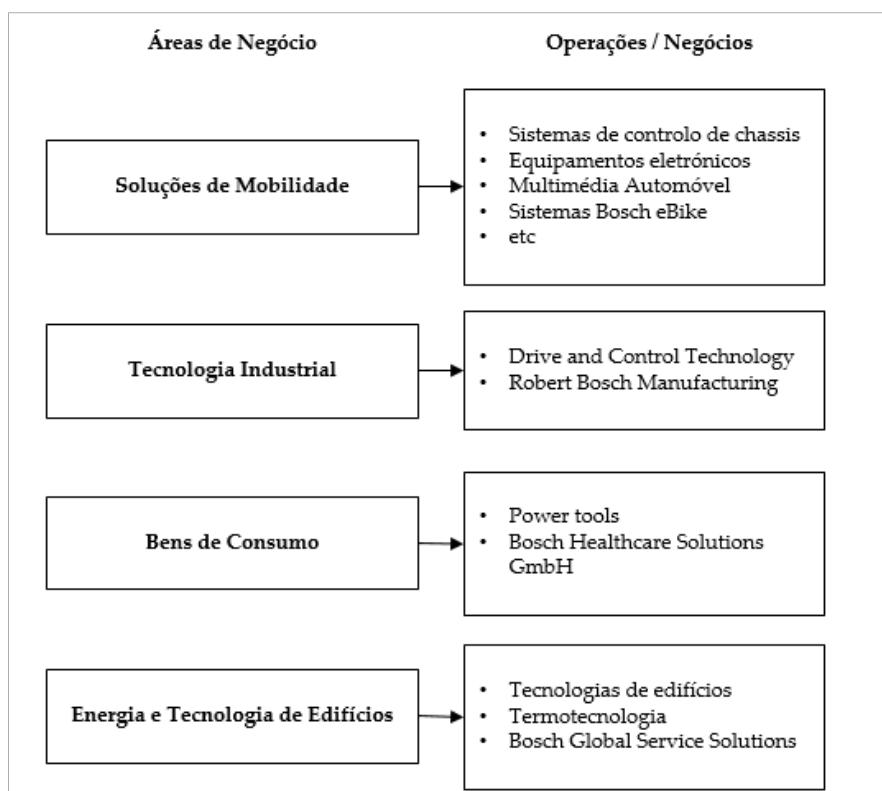 Áreas de Negócio
Operações / Negócios
Soluções de Mobilidade
• Sistemas de controlo de chassis
• Equipamentos eletrónicos
• Multimédia Automóvel
• Sistemas Bosch eBike
• etc
Tecnologia Industrial
• Drive and Control Technology
• Robert Bosch Manufacturing
Bens de Consumo
• Power tools
• Bosch Healthcare Solutions
GmbH
Energia e Tecnologia de Edifícios
• Tecnologias de edifícios
• Termotecnologia
• Bosch Global Service Solutions